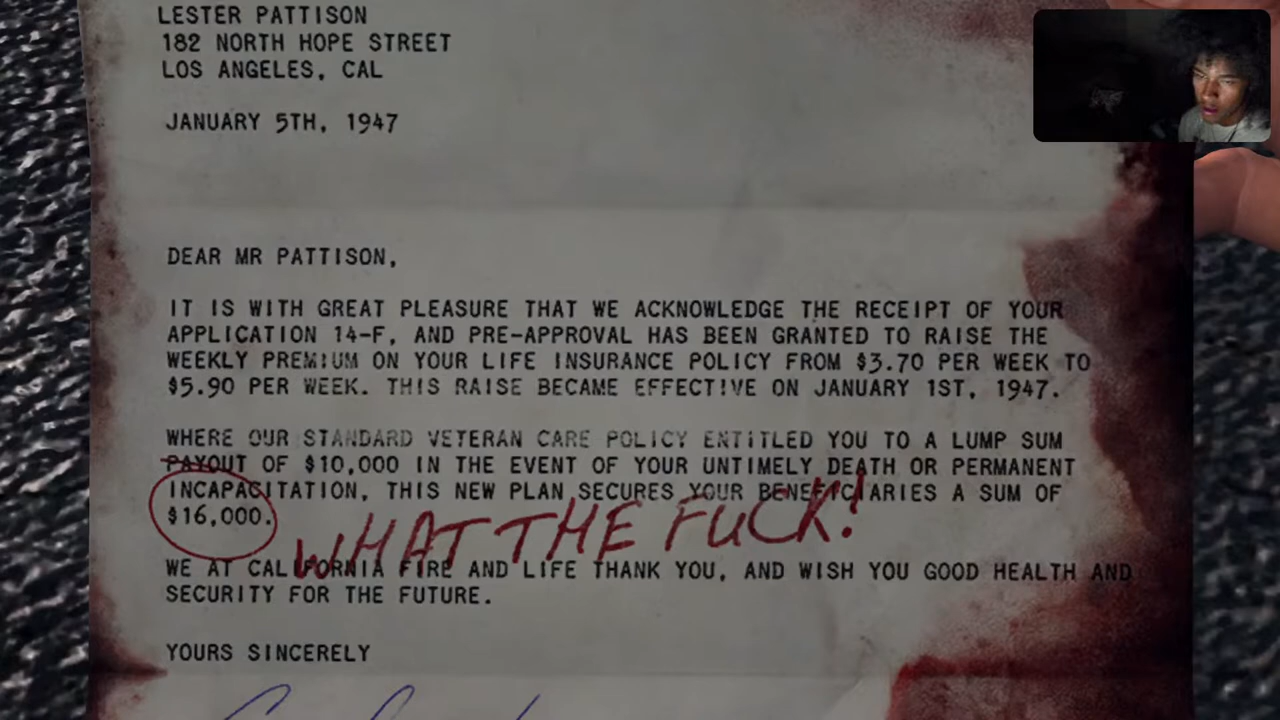 LESTER PATTISON
182 NORTH HOPE STREET
LOS ANGELES, CAL
JANUARY 5TH, 1947
DEAR MR PATTISON,
IT IS WITH GREAT PLEASURE THAT WE ACKNOWLEDGE THE RECEIPT OF YOUR
APPLICATION 14-F, AND PRE-APPROVAL HAS BEEN GRANTED TO RAISE THE
WEEKLY PREMIUM ON YOUR LIFE INSURANCE POLICY FROM $3.70 PER WEEK TO
$5.90 PER WEEK. THIS RAISE BECAME EFFECTIVE ON JANUARY 1ST, 1947.
WHERE OUR STANDARD VETERAN CARE POLICY ENTITLED YOU TO A LUMP SUM
PAYOUT OF $10,000 IN THE EVENT OF YOUR UNTIMELY DEATH OR PERMANENT
INCAPACITATION, THIS NEW PLAN SECURES YOUR BENEFICIARIES A SUM OF
$16,000.
WHAT THE FUCK!
WE AT CALIFORNIA FIRE AND LIFE THANK YOU, AND WISH YOU GOOD HEALTH AND
SECURITY FOR THE FUTURE.
YOURS SINCERELY